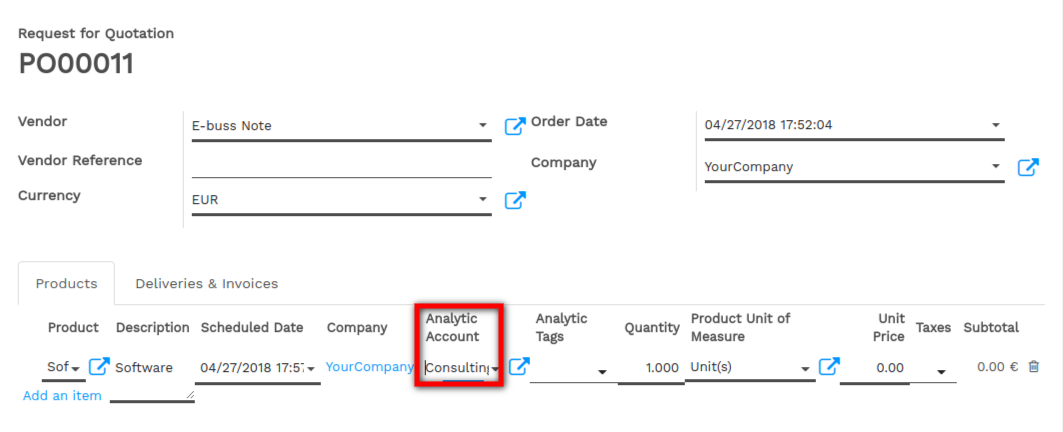 Request for Quotation
PO00011
Vendor E-buss Note Order Date 04/27/2018 17:52:04
Vendor Reference Company YourCompany
Currency EUR
Products Deliveries & Invoices
Product Description Scheduled Date Company Analytic Account Analytic Tags Quantity Product Unit of Measure Unit Price Taxes Subtotal
Sof Software 04/27/2018 17:57 YourCompany Consulting 1.000 Unit(s) 0.00 0.00 €
Add an item